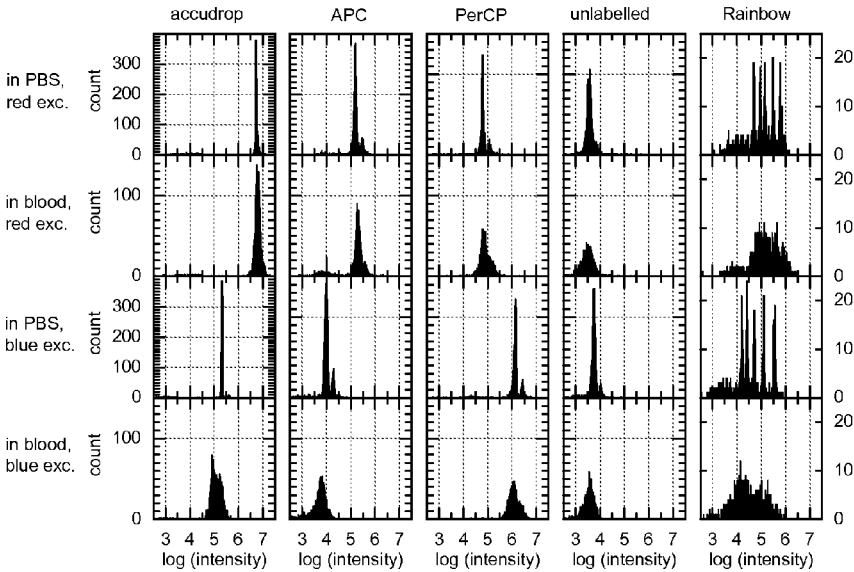 accudrop APC PerCP unlabelled Rainbow
in PBS,
red exc.
count
300
200
100
0
20
10
0
in blood,
red exc.
count
100
0
20
10
0
in PBS,
blue exc.
count
300
200
100
0
20
10
0
in blood,
blue exc.
count
100
0
20
10
0
3 4 5 6 7 3 4 5 6 7 3 4 5 6 7 3 4 5 6 7 3 4 5 6 7
log (intensity) log (intensity) log (intensity) log (intensity) log (intensity)